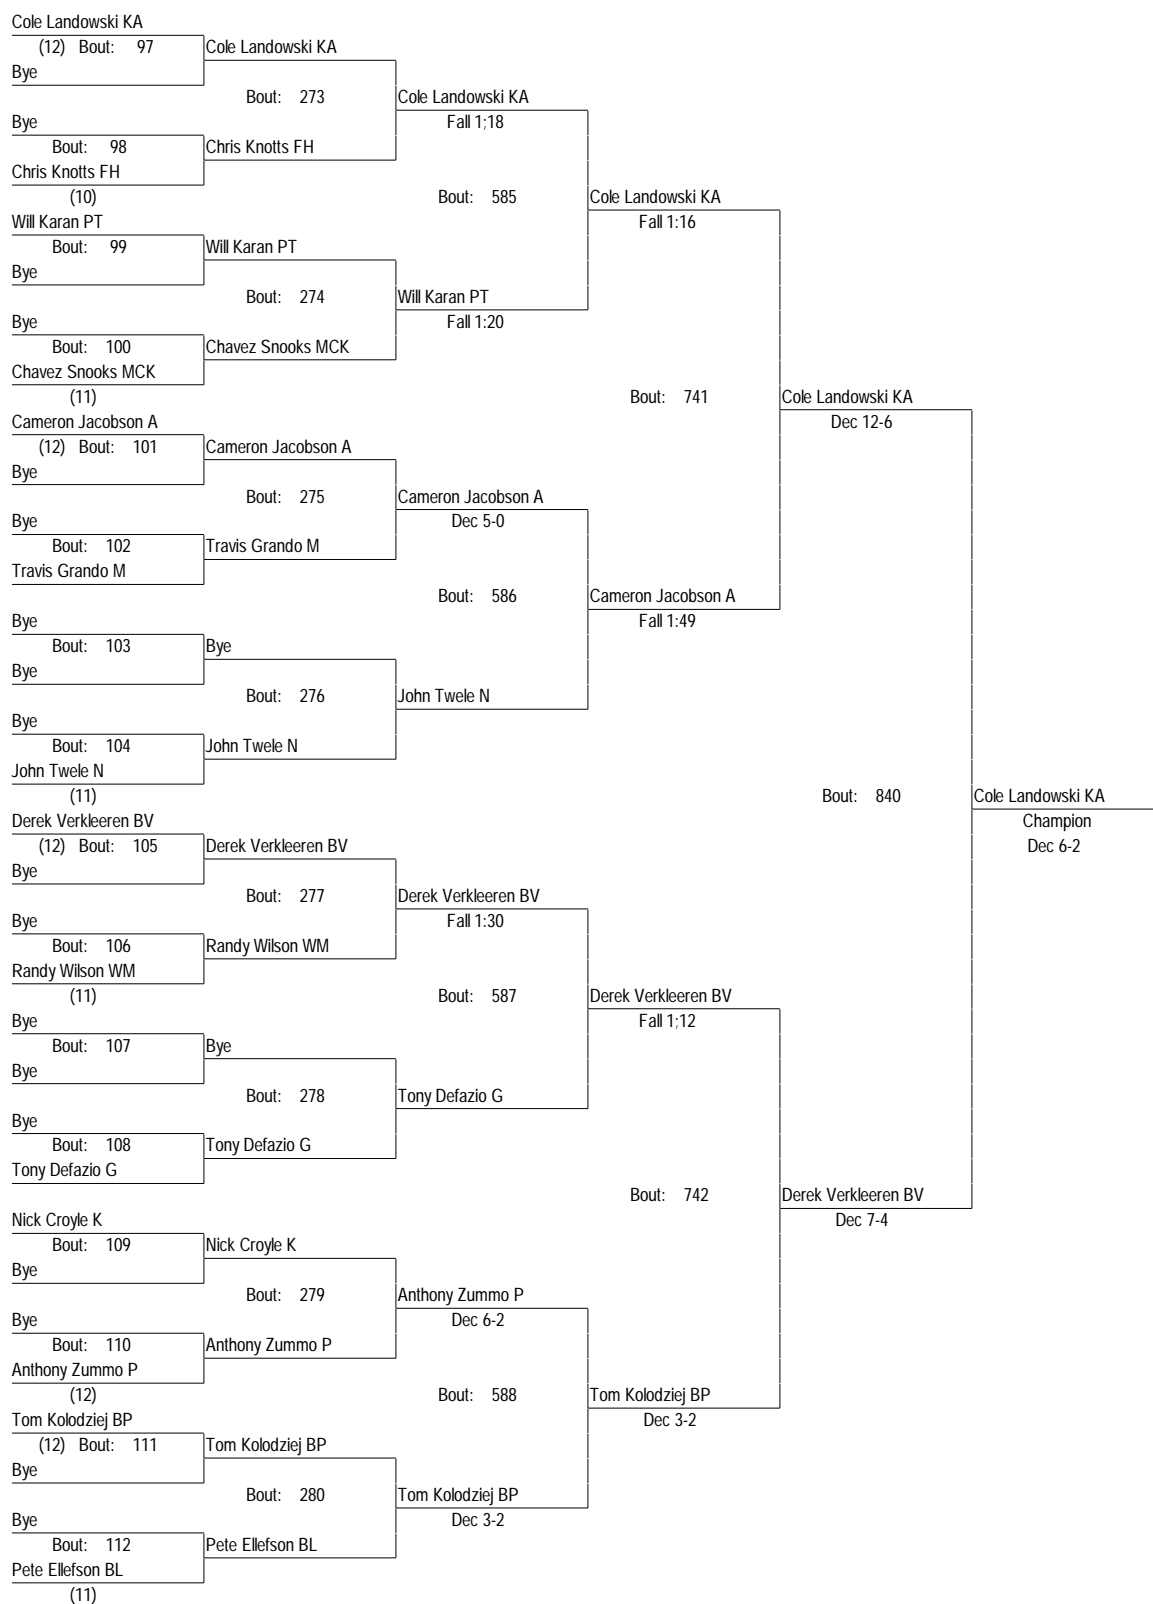 Cole Landowski KA
(12) Bout: 97 Cole Landowski KA
Bye
Bout: 273 Cole Landowski KA
Bye Fall 1;18
Bout: 98 Chris Knotts FH
Chris Knotts FH
(10) Bout: 585 Cole Landowski KA
Will Karan PT Fall 1:16
Bout: 99 Will Karan PT
Bye
Bout: 274 Will Karan PT
Bye Fall 1:20
Bout: 100 Chavez Snooks MCK
Chavez Snooks MCK
(11) Bout: 741 Cole Landowski KA
Cameron Jacobson A Dec 12-6
(12) Bout: 101 Cameron Jacobson A
Bye
Bout: 275 Cameron Jacobson A
Bye Dec 5-0
Bout: 102 Travis Grando M
Travis Grando M
Bout: 586 Cameron Jacobson A
Bye Fall 1:49
Bout: 103 Bye
Bye
Bout: 276 John Twele N
Bye
Bout: 104 John Twele N
John Twele N
(11) Bout: 840 Cole Landowski KA
Derek Verkleeren BV Champion
(12) Bout: 105 Derek Verkleeren BV Dec 6-2
Bye
Bout: 277 Derek Verkleeren BV
Bye Fall 1:30
Bout: 106 Randy Wilson WM
Randy Wilson WM
(11) Bout: 587 Derek Verkleeren BV
Bye Fall 1;12
Bout: 107 Bye
Bye
Bout: 278 Tony Defazio G
Bye
Bout: 108 Tony Defazio G
Tony Defazio G
Bout: 742 Derek Verkleeren BV
Nick Croyle K Dec 7-4
Bout: 109 Nick Croyle K
Bye
Bout: 279 Anthony Zummo P
Bye Dec 6-2
Bout: 110 Anthony Zummo P
Anthony Zummo P
(12) Bout: 588 Tom Kolodziej BP
Tom Kolodziej BP Dec 3-2
(12) Bout: 111 Tom Kolodziej BP
Bye
Bout: 280 Tom Kolodziej BP
Bye Dec 3-2
Bout: 112 Pete Ellefson BL
Pete Ellefson BL
(11)